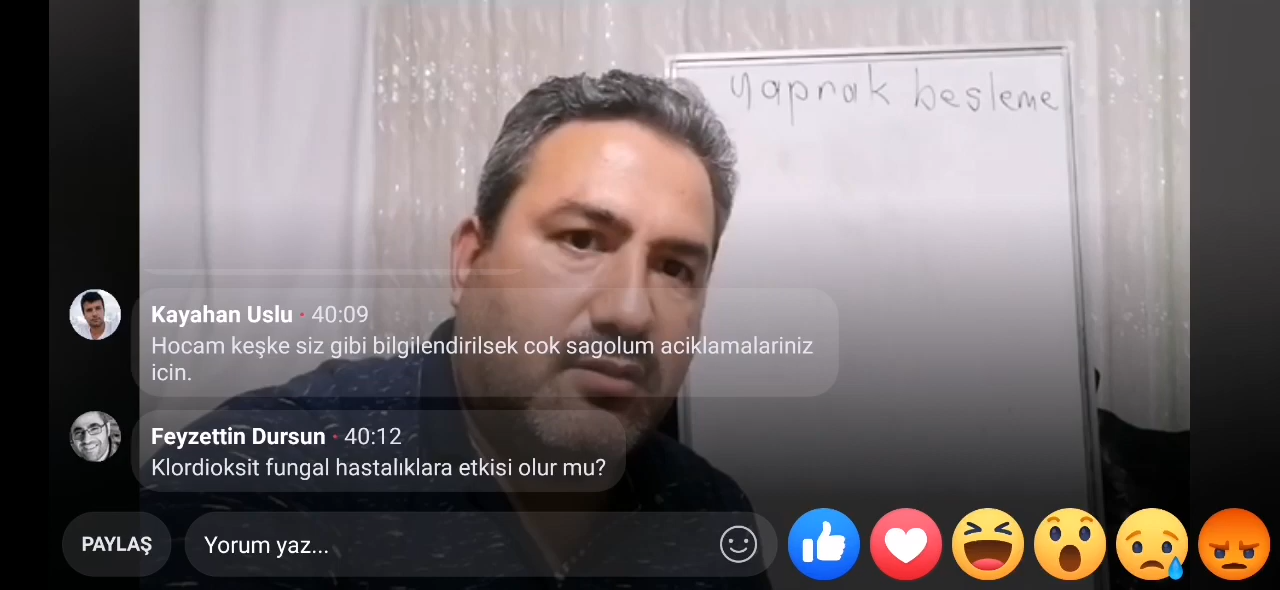 yaprak besleme
Kayahan Uslu · 40:09
Hocam keşke siz gibi bilgilendirilsek cok sagolum aciklamalariniz
icin.
Feyzettin Dursun · 40:12
Klordioksit fungal hastalıklara etkisi olur mu?
PAYLAŞ
Yorum yaz...